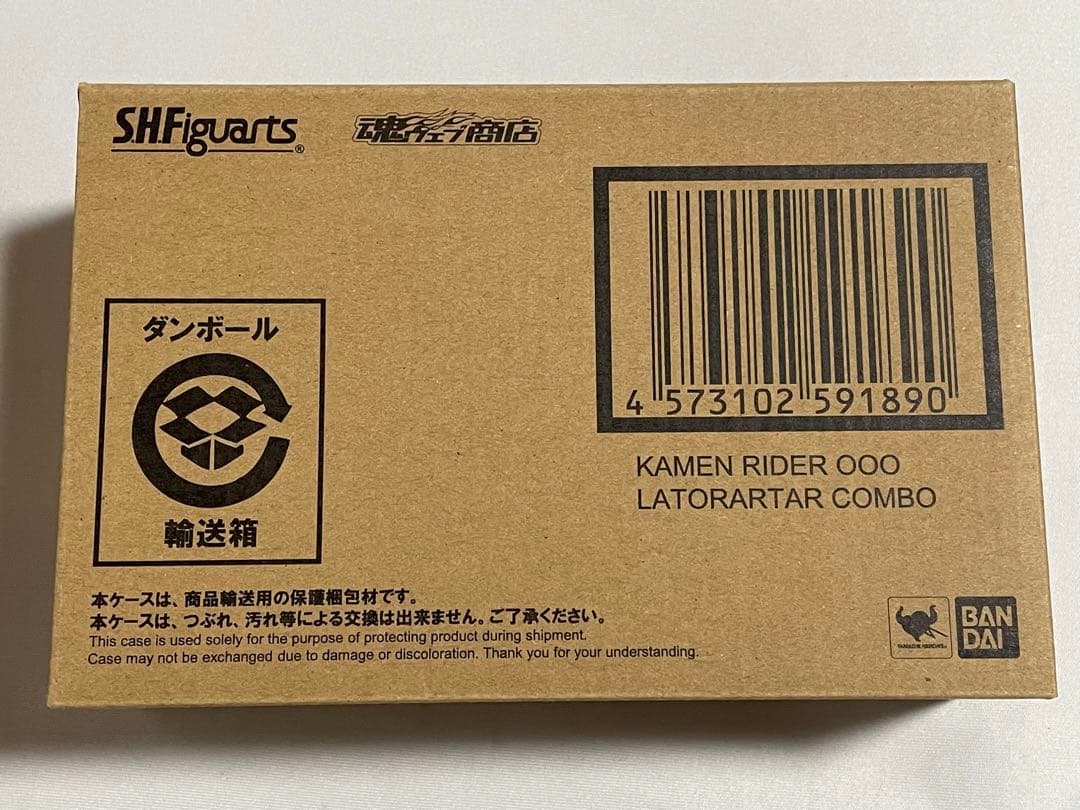 S.H.Figuarts®
魂ウェブ商店
4 573102 591890
KAMEN RIDER OOO
LATORARTAR COMBO
ダンボール
輸送箱
本ケースは、商品輸送用の保護梱包材です。
本ケースは、つぶれ、汚れ等による交換は出来ません。ご了承ください。
This case is used solely for the purpose of protecting product during shipment.
Case may not be exchanged due to damage or discoloration. Thank you for your understanding.
TAMASHII NATIONS
BAN
DAI